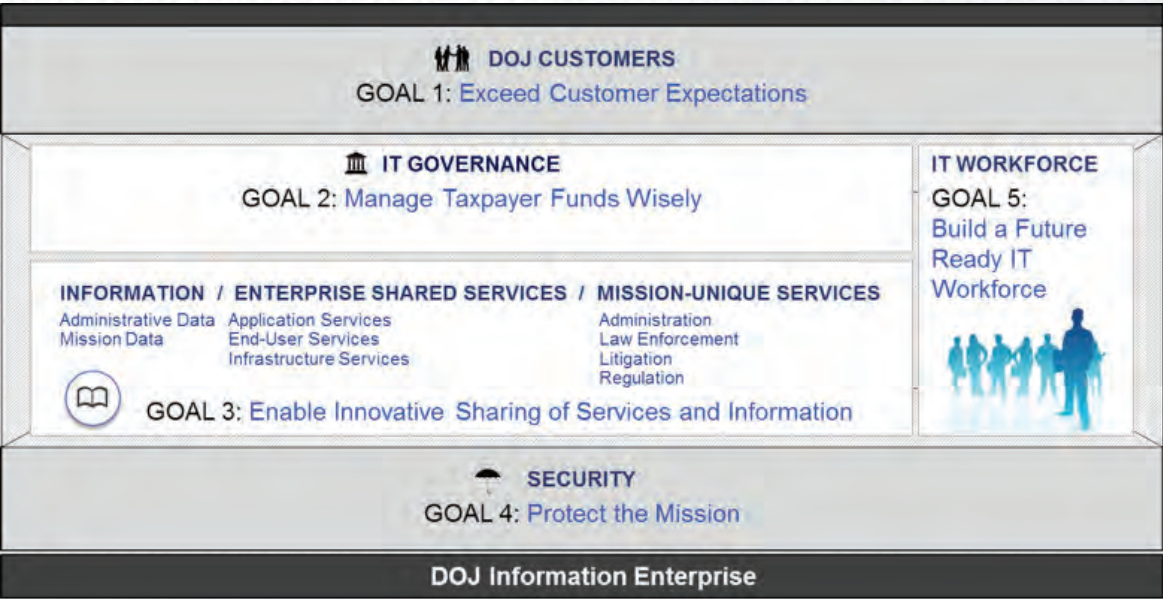 DOJ CUSTOMERS
GOAL 1: Exceed Customer Expectations
IT GOVERNANCE
GOAL 2: Manage Taxpayer Funds Wisely
INFORMATION / ENTERPRISE SHARED SERVICES / MISSION-UNIQUE SERVICES
Administrative Data
Mission Data
Application Services
End-User Services
Infrastructure Services
Administration
Law Enforcement
Litigation
Regulation
GOAL 3: Enable Innovative Sharing of Services and Information
IT WORKFORCE
GOAL 5:
Build a Future
Ready IT
Workforce
SECURITY
GOAL 4: Protect the Mission
DOJ Information Enterprise